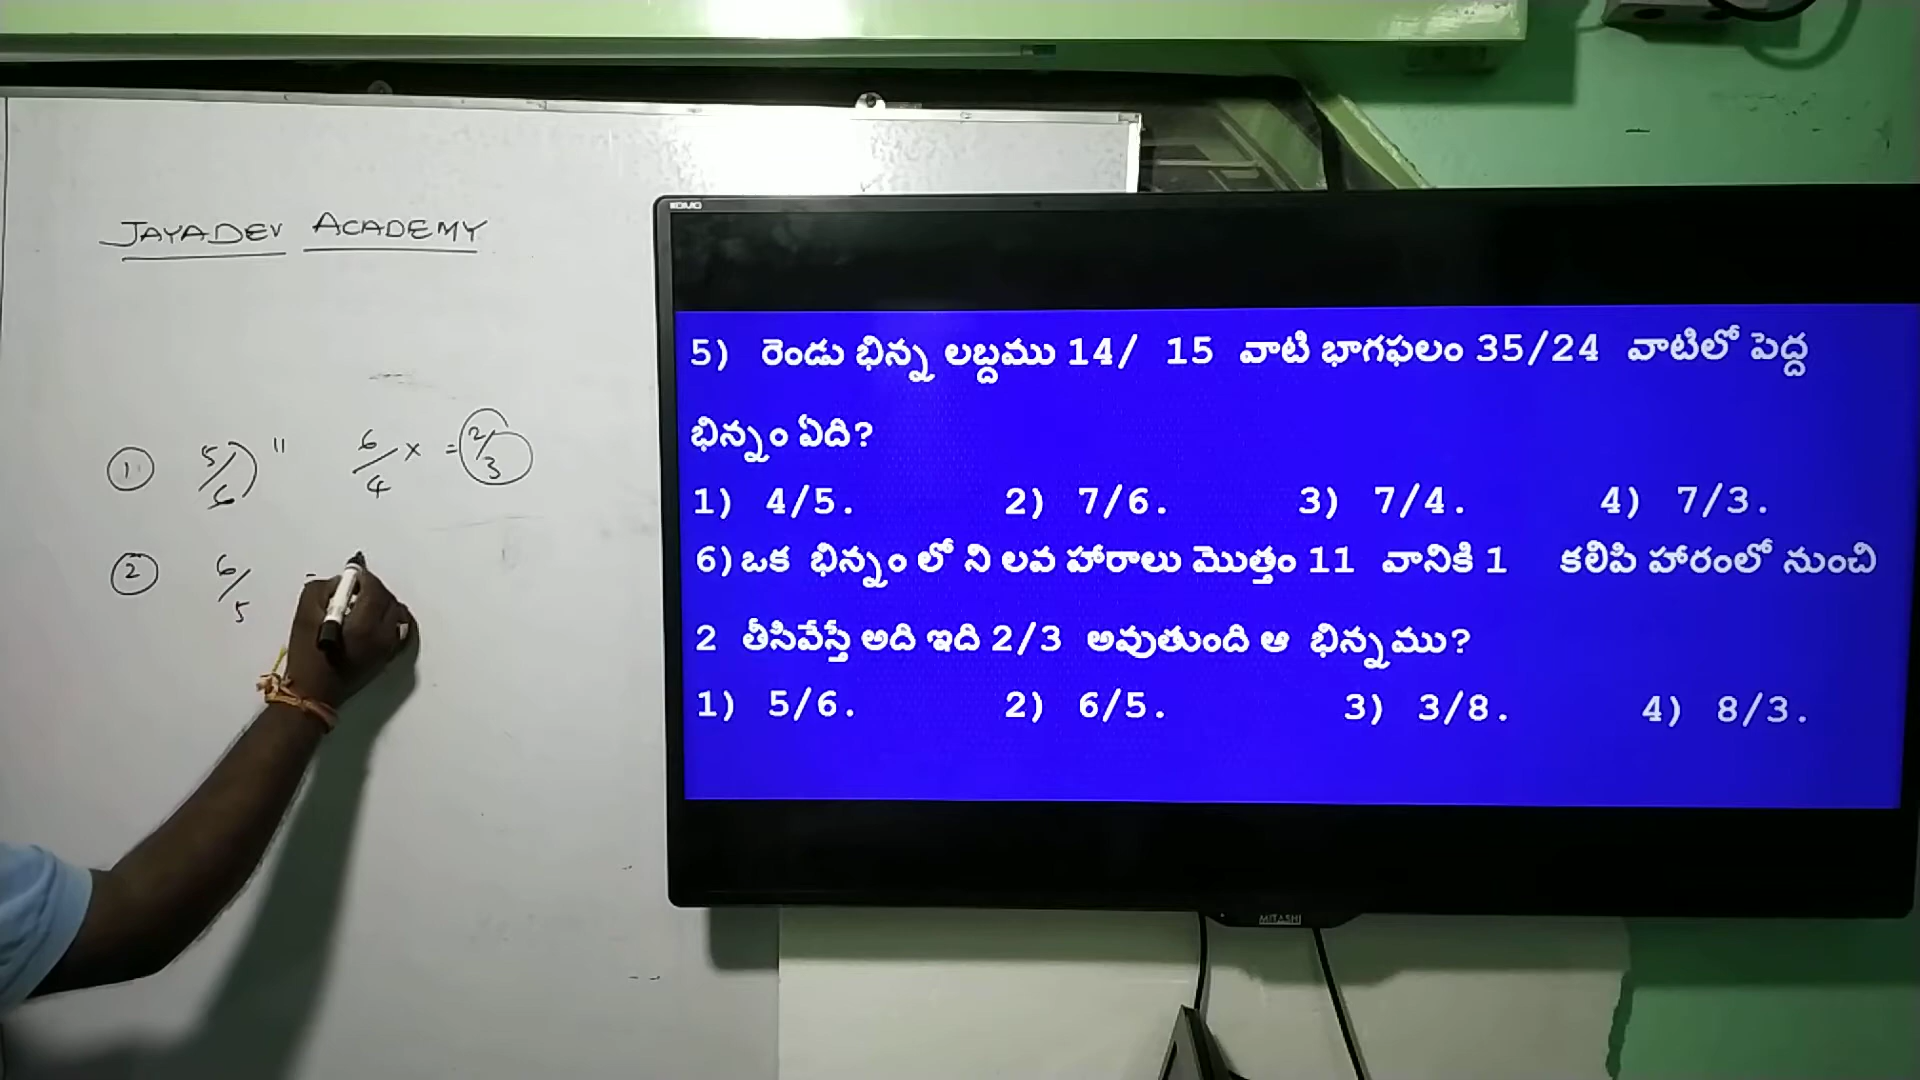 JAYADEV ACADEMY
① 5/6) 11 6/4 × = 2/3
② 6/5
5) రెండు భిన్న లబ్దము 14/ 15 వాటి భాగఫలం 35/24 వాటిలో పెద్ద
భిన్నం ఏది?
1) 4/5. 2) 7/6. 3) 7/4. 4) 7/3.
6)ఒక భిన్నం లో ని లవ హారాలు మొత్తం 11 వానికి 1 కలిపి హారంలో నుంచి
2 తీసివేస్తే అది ఇది 2/3 అవుతుంది ఆ భిన్నము?
1) 5/6. 2) 6/5. 3) 3/8. 4) 8/3.
MITASHI